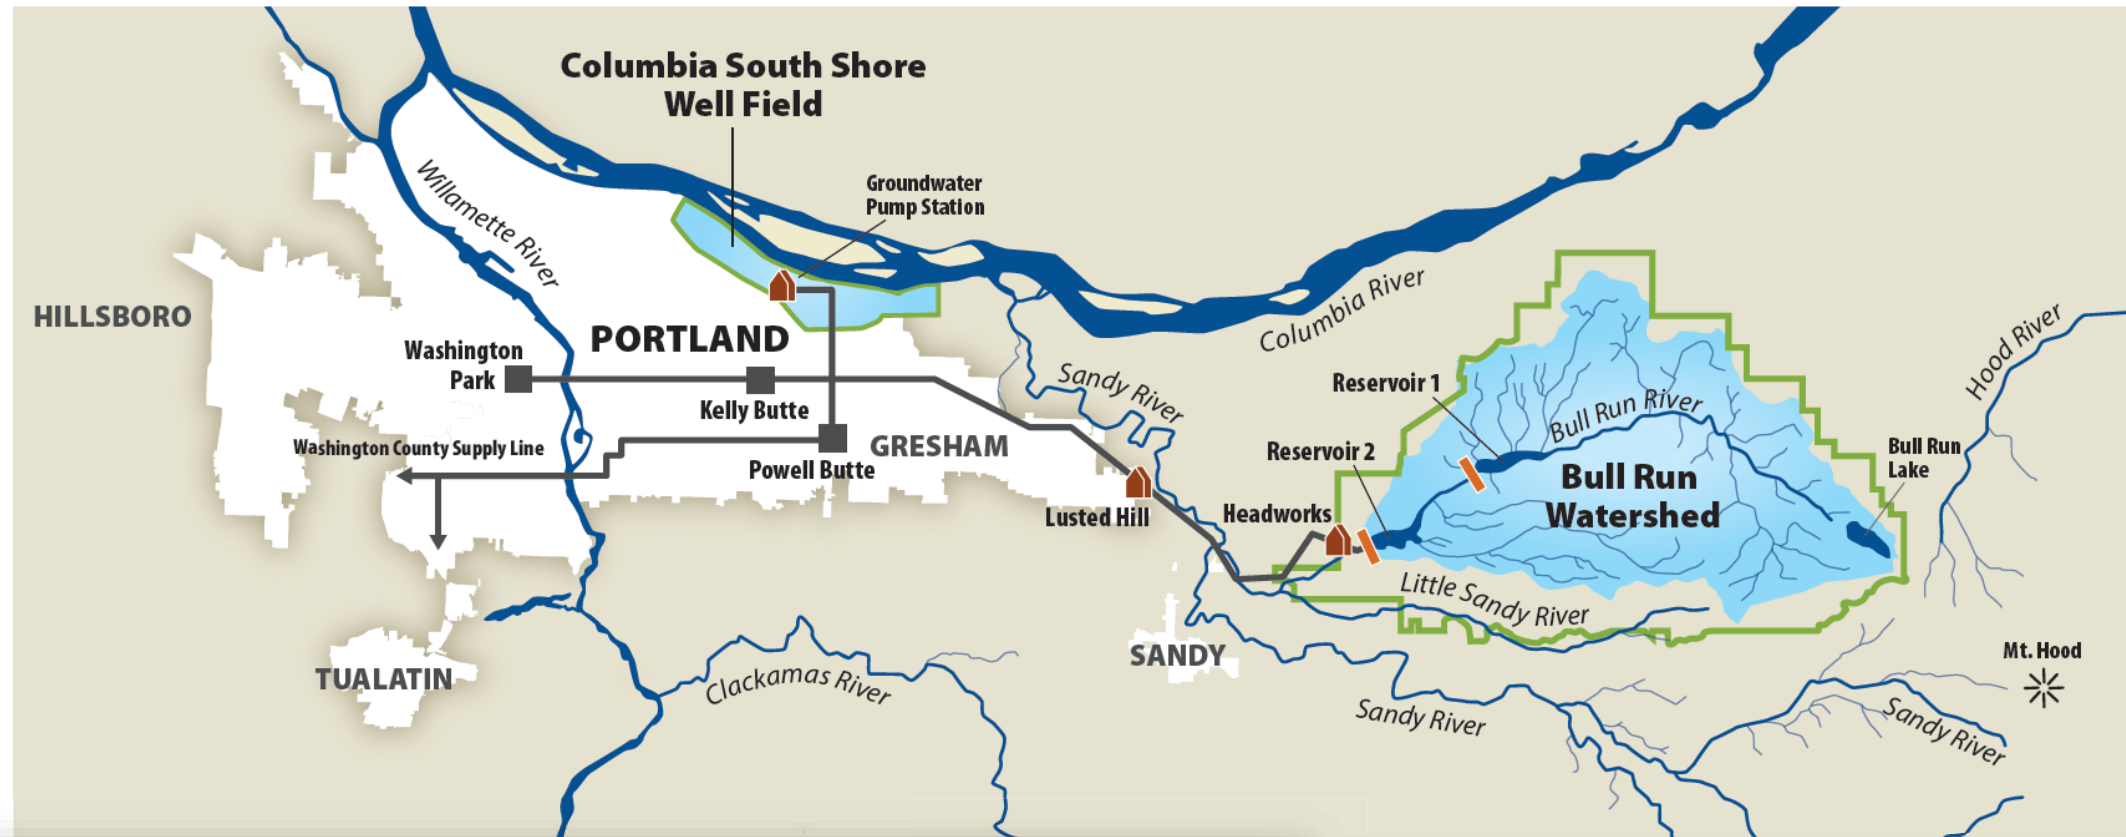 Columbia South Shore
Well Field
Groundwater
Pump Station
Willamette River
Columbia River
HILLSBORO
PORTLAND
Washington
Park
Kelly Butte
Sandy River
Hood River
Reservoir 1
Bull Run River
Washington County Supply Line
GRESHAM
Powell Butte
Reservoir 2
Bull Run
Lake
Bull Run
Watershed
Lusted Hill
Headworks
Little Sandy River
SANDY
TUALATIN
Clackamas River
Mt. Hood
Sandy River
Sandy River